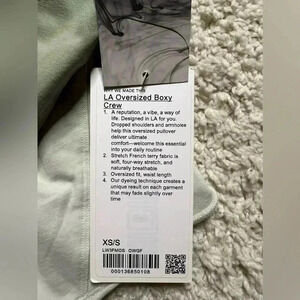 WHY WE MADE THIS
LA Oversized Boxy
Crew
1. A reputation, a vibe, a way of
life. Designed in LA for you.
Dropped shoulders and armholes
help this oversized pullover
deliver ultimate
comfort—welcome this essential
into your daily routine
2. Stretch French terry fabric is
soft, four-way stretch, and
naturally breathable
3. Oversized fit, waist length
4. Our dyeing technique creates a
unique result on each garment
that may fade slightly over
time
XS/S
LW3FMDS OWGF
000136850108